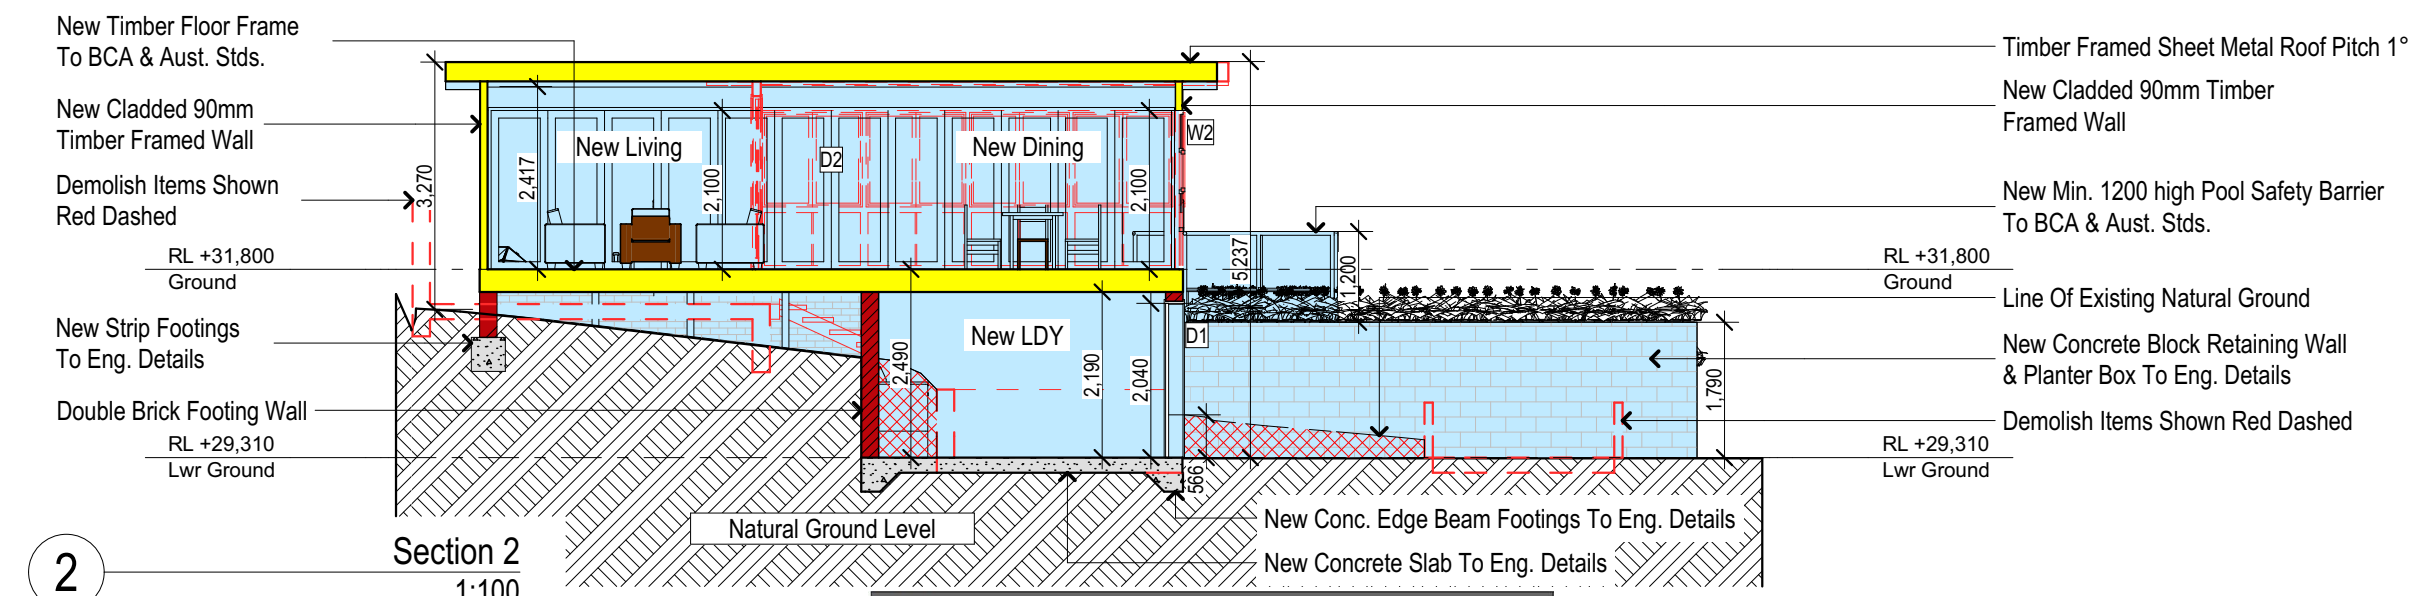 New Timber Floor Frame
To BCA & Aust. Stds.
New Cladded 90mm
Timber Framed Wall
Demolish Items Shown
Red Dashed
RL +31,800
Ground
New Strip Footings
To Eng. Details
Double Brick Footing Wall
RL +29,310
Lwr Ground
2
Section 2
1:100
3,270
2,417
New Living
2,100
D2
New Dining
2,100
W2
5,237
1,200
New LDY
2,490
2,190
2,040
D1
566
1,790
Natural Ground Level
New Conc. Edge Beam Footings To Eng. Details
New Concrete Slab To Eng. Details
Timber Framed Sheet Metal Roof Pitch 1°
New Cladded 90mm Timber
Framed Wall
New Min. 1200 high Pool Safety Barrier
To BCA & Aust. Stds.
RL +31,800
Ground
Line Of Existing Natural Ground
New Concrete Block Retaining Wall
& Planter Box To Eng. Details
Demolish Items Shown Red Dashed
RL +29,310
Lwr Ground